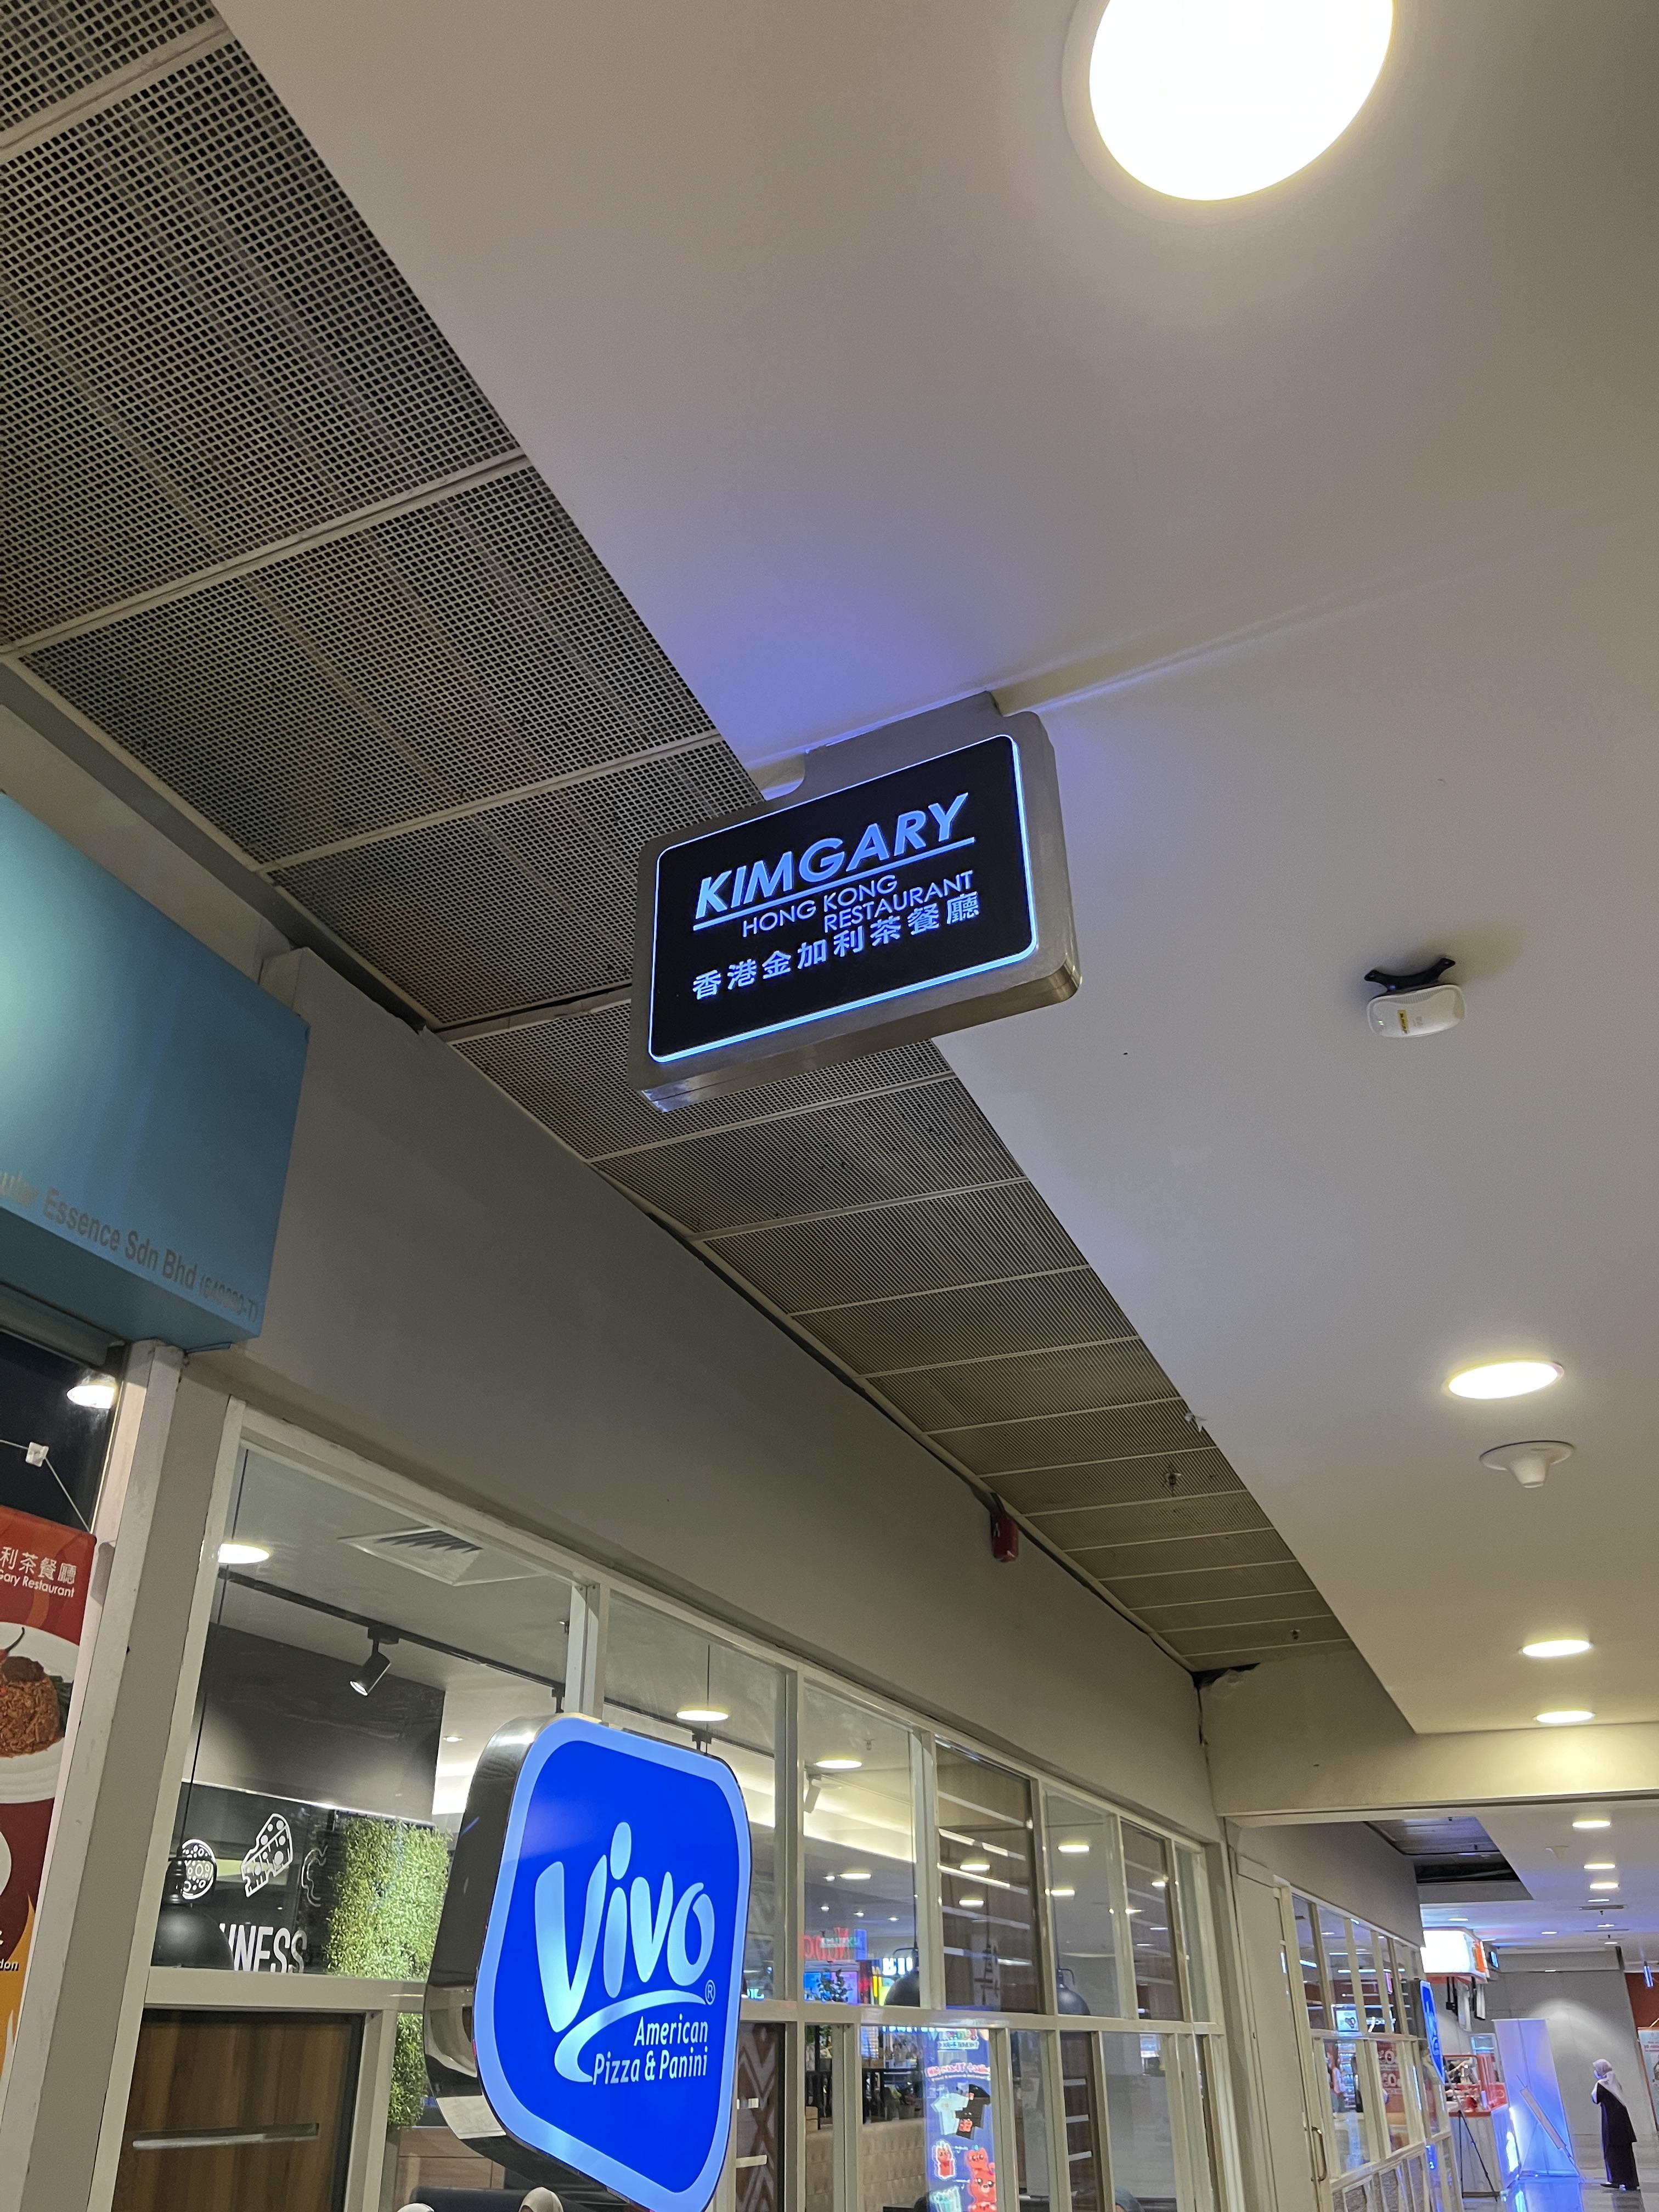 KIMGARY
HONG KONG
RESTAURANT
香港金加利茶餐廳
Essence Sdn Bhd
利茶餐廳
Gary Restaurant
vivo®
American
Pizza & Panini